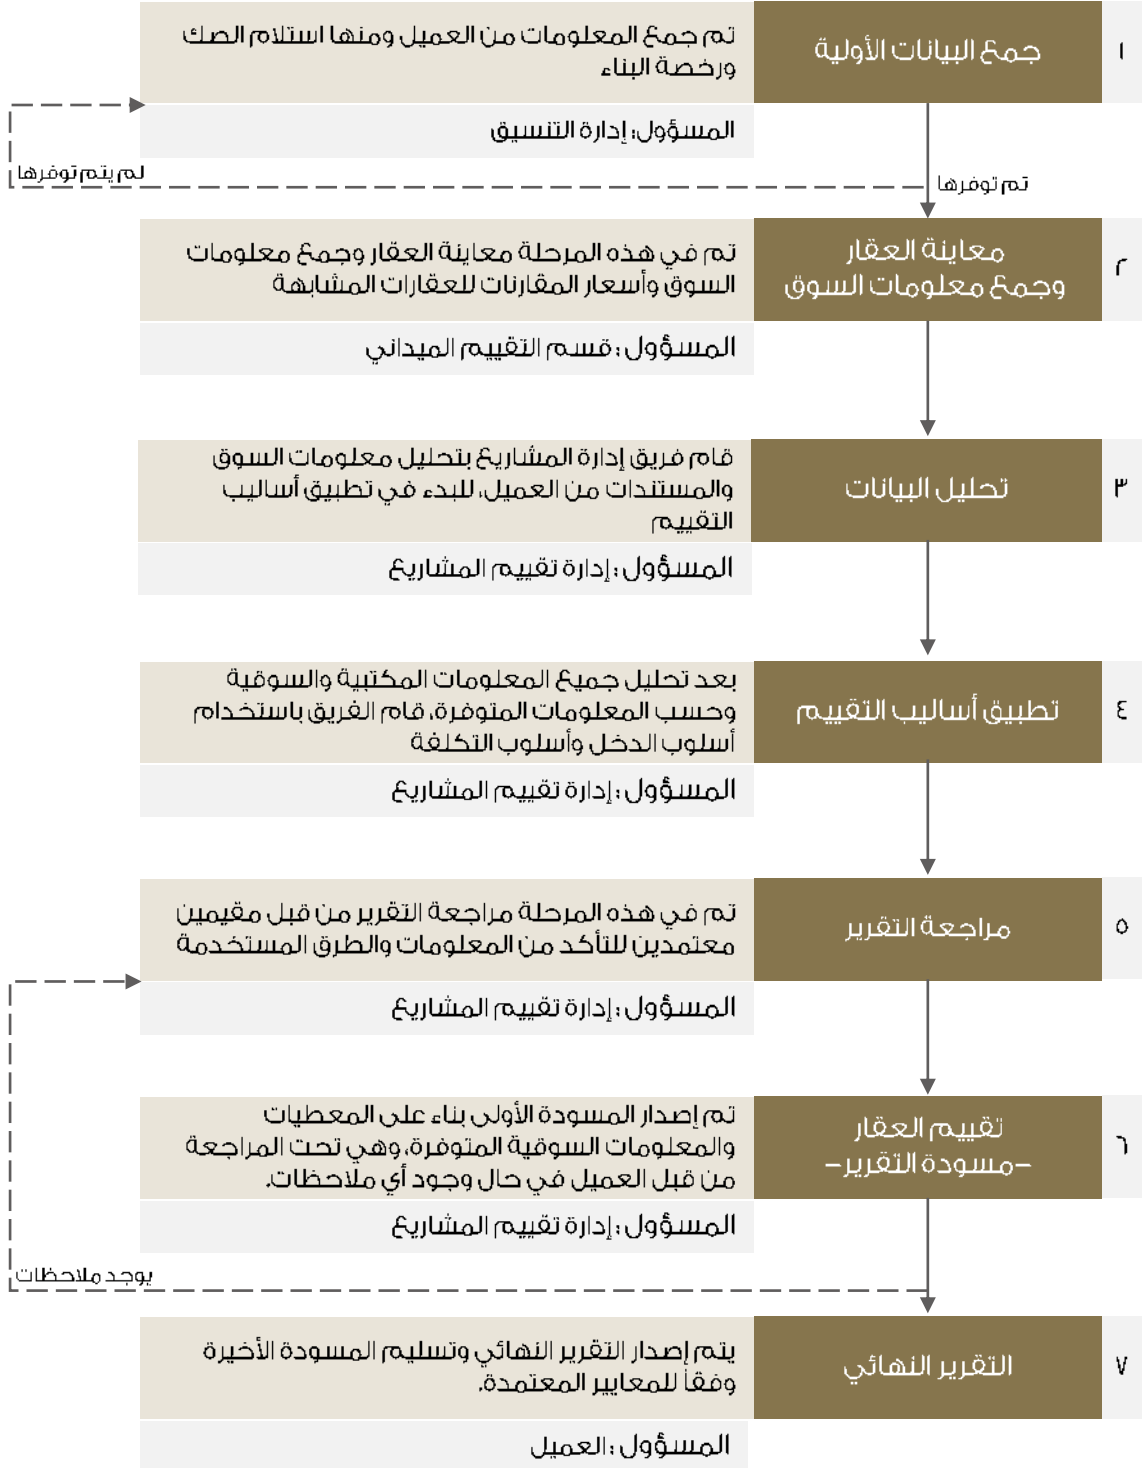 ١
جمع البيانات الأولية
تم جمع المعلومات من العميل ومنها استلام الصك
ورخصة البناء
المسؤول: إدارة التنسيق
لم يتم توفرها
تم توفرها
٢
معاينة العقار
وجمع معلومات السوق
تم في هذه المرحلة معاينة العقار وجمع معلومات
السوق وأسعار المقارنات للعقارات المشابهة
المسؤول: قسم التقييم الميداني
٣
تحليل البيانات
قام فريق إدارة المشاريع بتحليل معلومات السوق
والمستندات من العميل، للبدء في تطبيق أساليب
التقييم
المسؤول: إدارة تقييم المشاريع
٤
تطبيق أساليب التقييم
بعد تحليل جميع المعلومات المكتبية والسوقية
وحسب المعلومات المتوفرة، قام الفريق باستخدام
أسلوب الدخل وأسلوب التكلفة
المسؤول: إدارة تقييم المشاريع
٥
مراجعة التقرير
تم في هذه المرحلة مراجعة التقرير من قبل مقيمين
معتمدين للتأكد من المعلومات والطرق المستخدمة
المسؤول: إدارة تقييم المشاريع
٦
تقييم العقار
-مسودة التقرير-
تم إصدار المسودة الأولى بناء على المعطيات
والمعلومات السوقية المتوفرة، وهي تحت المراجعة
من قبل العميل في حال وجود أي ملاحظات.
المسؤول: إدارة تقييم المشاريع
يوجد ملاحظات
٧
التقرير النهائي
يتم إصدار التقرير النهائي وتسليم المسودة الأخيرة
وفقاً للمعايير المعتمدة.
المسؤول: العميل